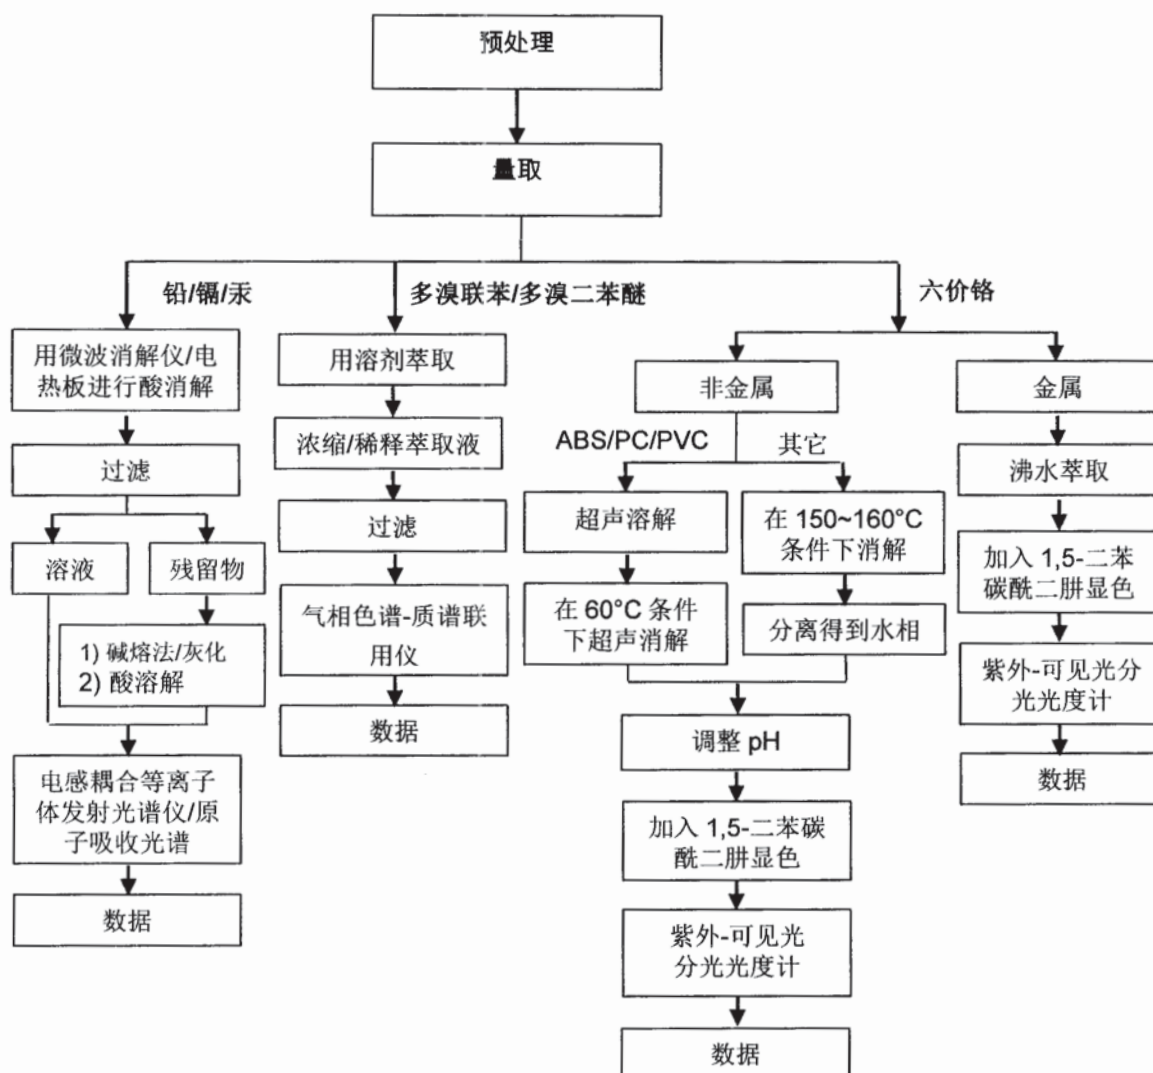 预处理
量取
铅/镉/汞
多溴联苯/多溴二苯醚
六价铬
用微波消解仪/电
热板进行酸消解
过滤
溶液
残留物
1) 碱熔法/灰化
2) 酸溶解
电感耦合等离子
体发射光谱仪/原
子吸收光谱
数据
用溶剂萃取
浓缩/稀释萃取液
过滤
气相色谱-质谱联
用仪
数据
非金属
ABS/PC/PVC
其它
超声溶解
在 60°C 条件
下超声消解
在 150~160°C
条件下消解
分离得到水相
调整 pH
加入 1,5-二苯碳
酰二肼显色
紫外-可见光
分光光度计
数据
金属
沸水萃取
加入 1,5-二苯
碳酰二肼显色
紫外-可见光分
光光度计
数据